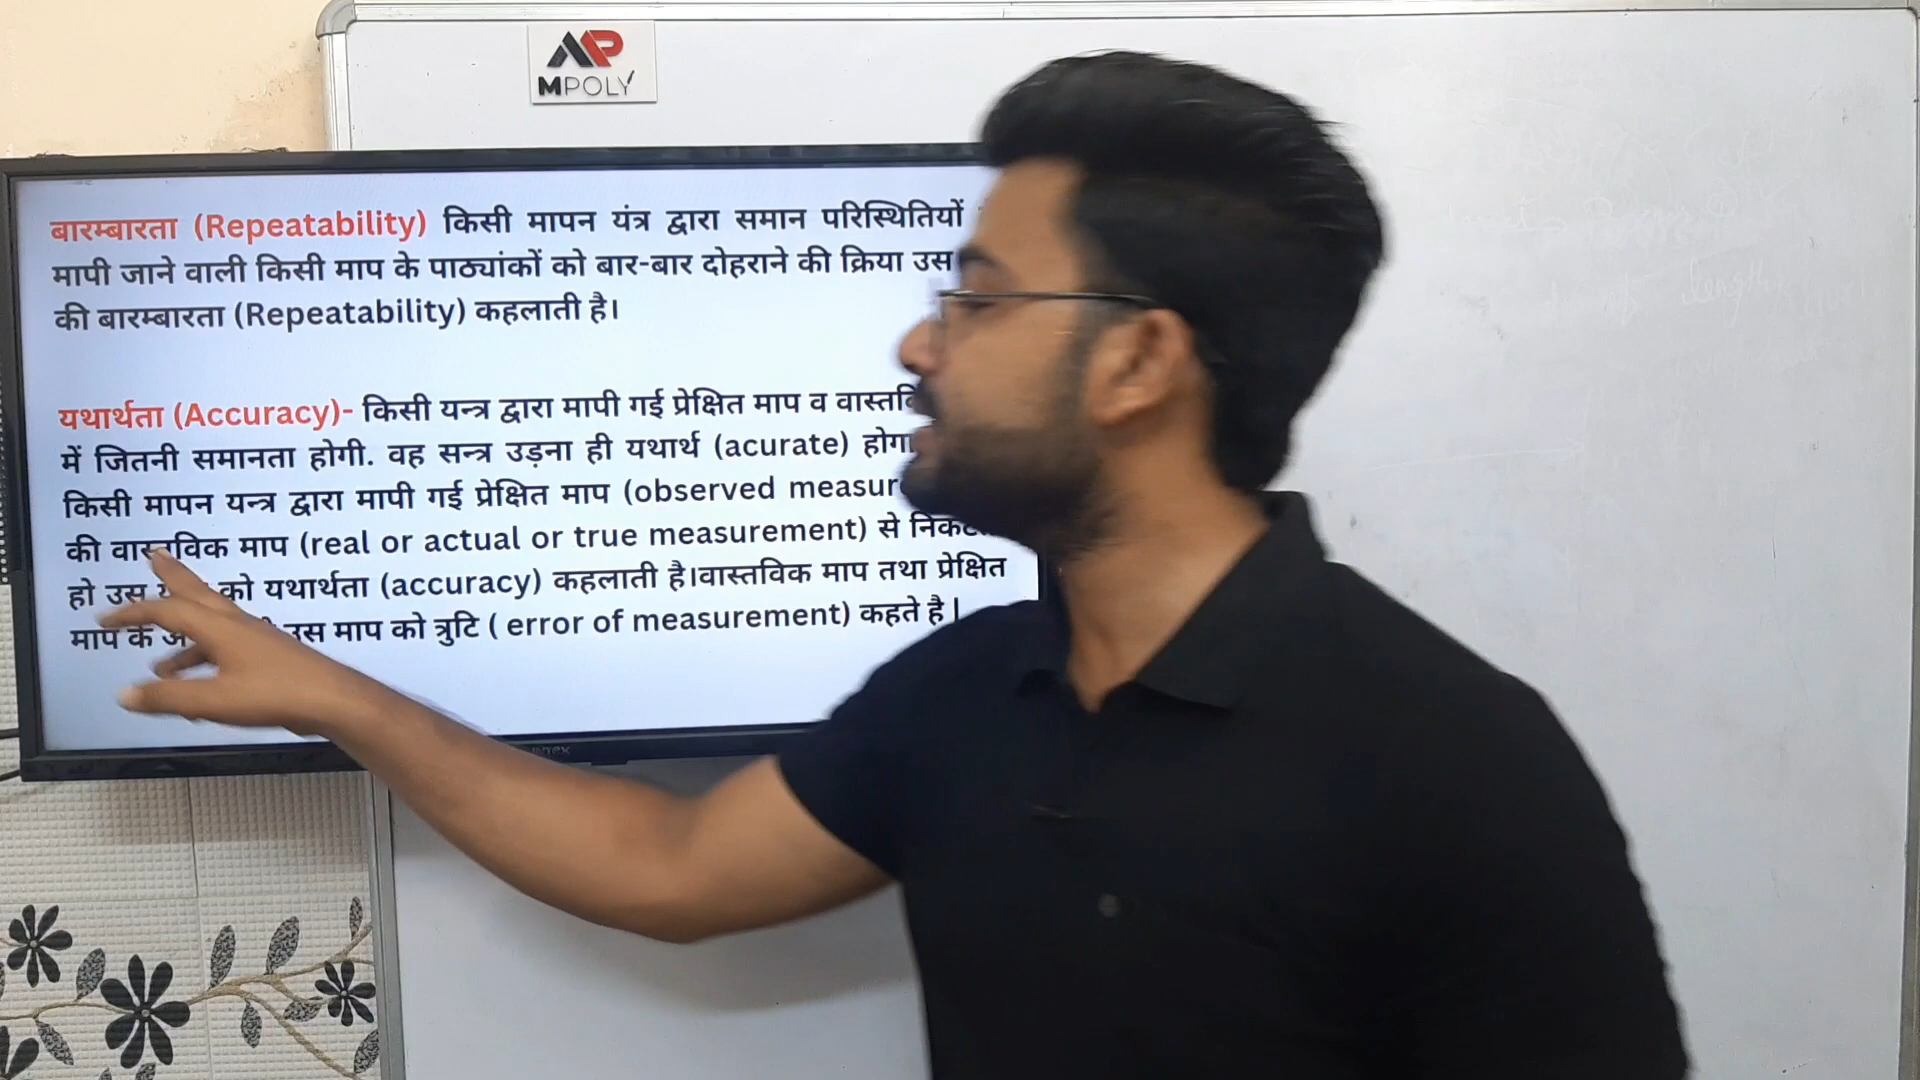 MPOLY
बारम्बारता (Repeatability) किसी मापन यंत्र द्वारा समान परिस्थितियों
मापी जाने वाली किसी माप के पाठ्यांकों को बार-बार दोहराने की क्रिया उस
की बारम्बारता (Repeatability) कहलाती है।
यथार्थता (Accuracy)- किसी यन्त्र द्वारा मापी गई प्रेक्षित माप व
में जितनी समानता होगी. वह सन्त्र उड़ना ही यथार्थ (acurate)
किसी मापन यन्त्र द्वारा मापी गई प्रेक्षित माप (observed
की वास्तविक माप (real or actual or true measurement) से
हो उस को यथार्थता (accuracy) कहलाती है।वास्तविक माप तथा प्रेक्षित
माप के उस माप को त्रुटि ( error of measurement) कहते है |
length